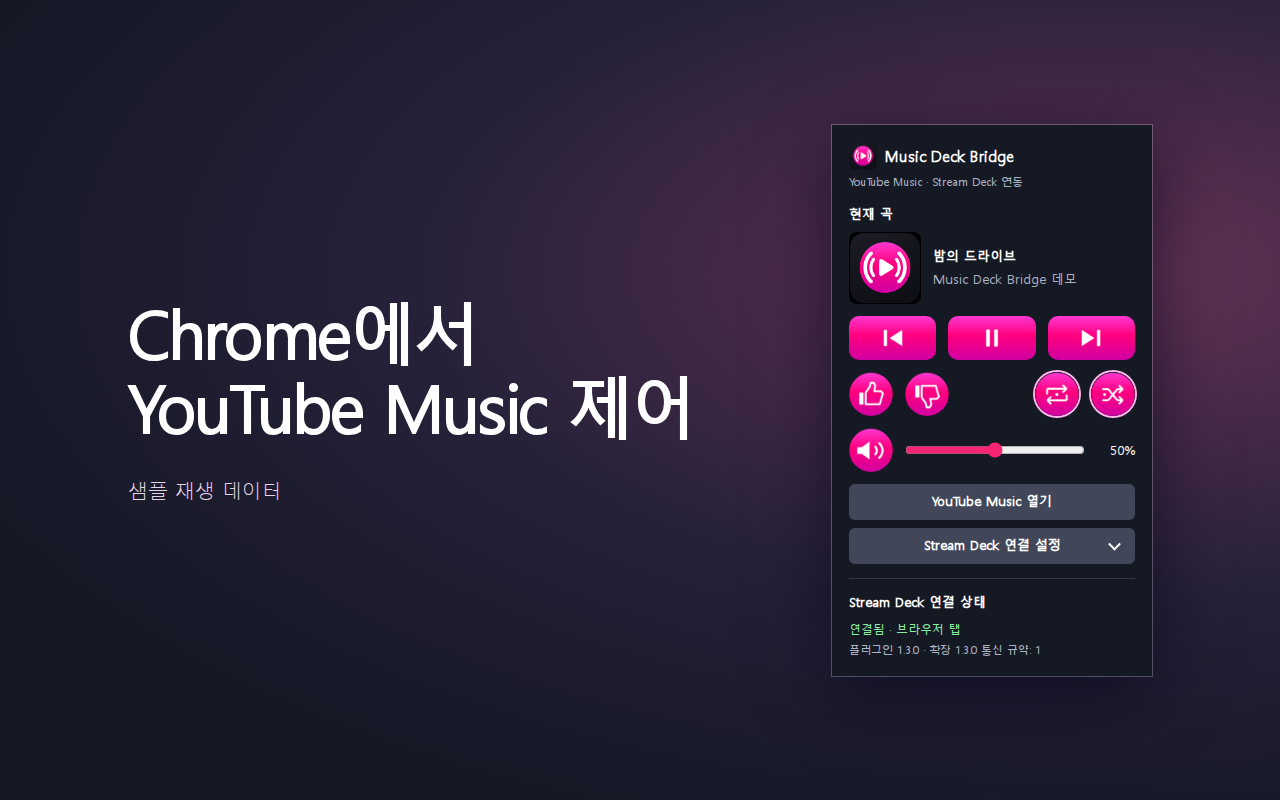 Chrome에서
YouTube Music 제어
샘플 재생 데이터
Music Deck Bridge
YouTube Music · Stream Deck 연동
현재 곡
밤의 드라이브
Music Deck Bridge 데모
50%
YouTube Music 열기
Stream Deck 연결 설정
Stream Deck 연결 상태
연결됨 · 브라우저 탭
플러그인 1.3.0 · 확장 1.3.0 통신 규약: 1